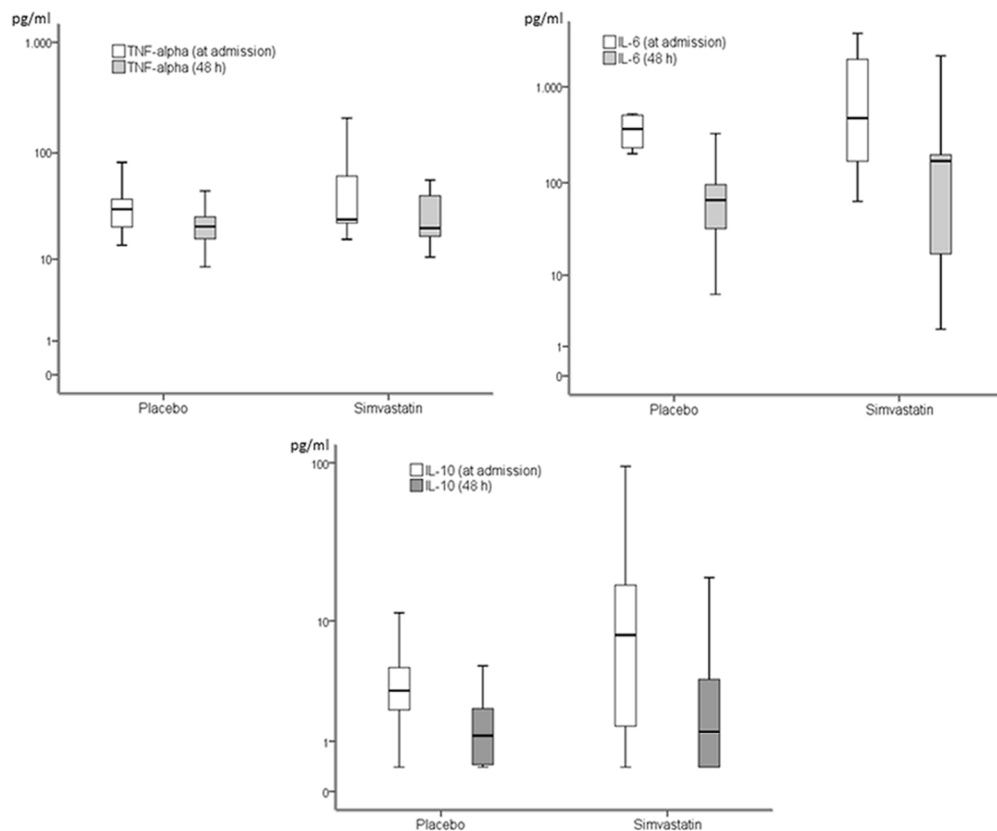 pg/ml
1.000
100
10
1
0
TNF-alpha (at admission)
TNF-alpha (48 h)
Placebo
Simvastatin
pg/ml
1.000
100
10
1
0
IL-6 (at admission)
IL-6 (48 h)
Placebo
Simvastatin
pg/ml
100
10
1
0
IL-10 (at admission)
IL-10 (48 h)
Placebo
Simvastatin